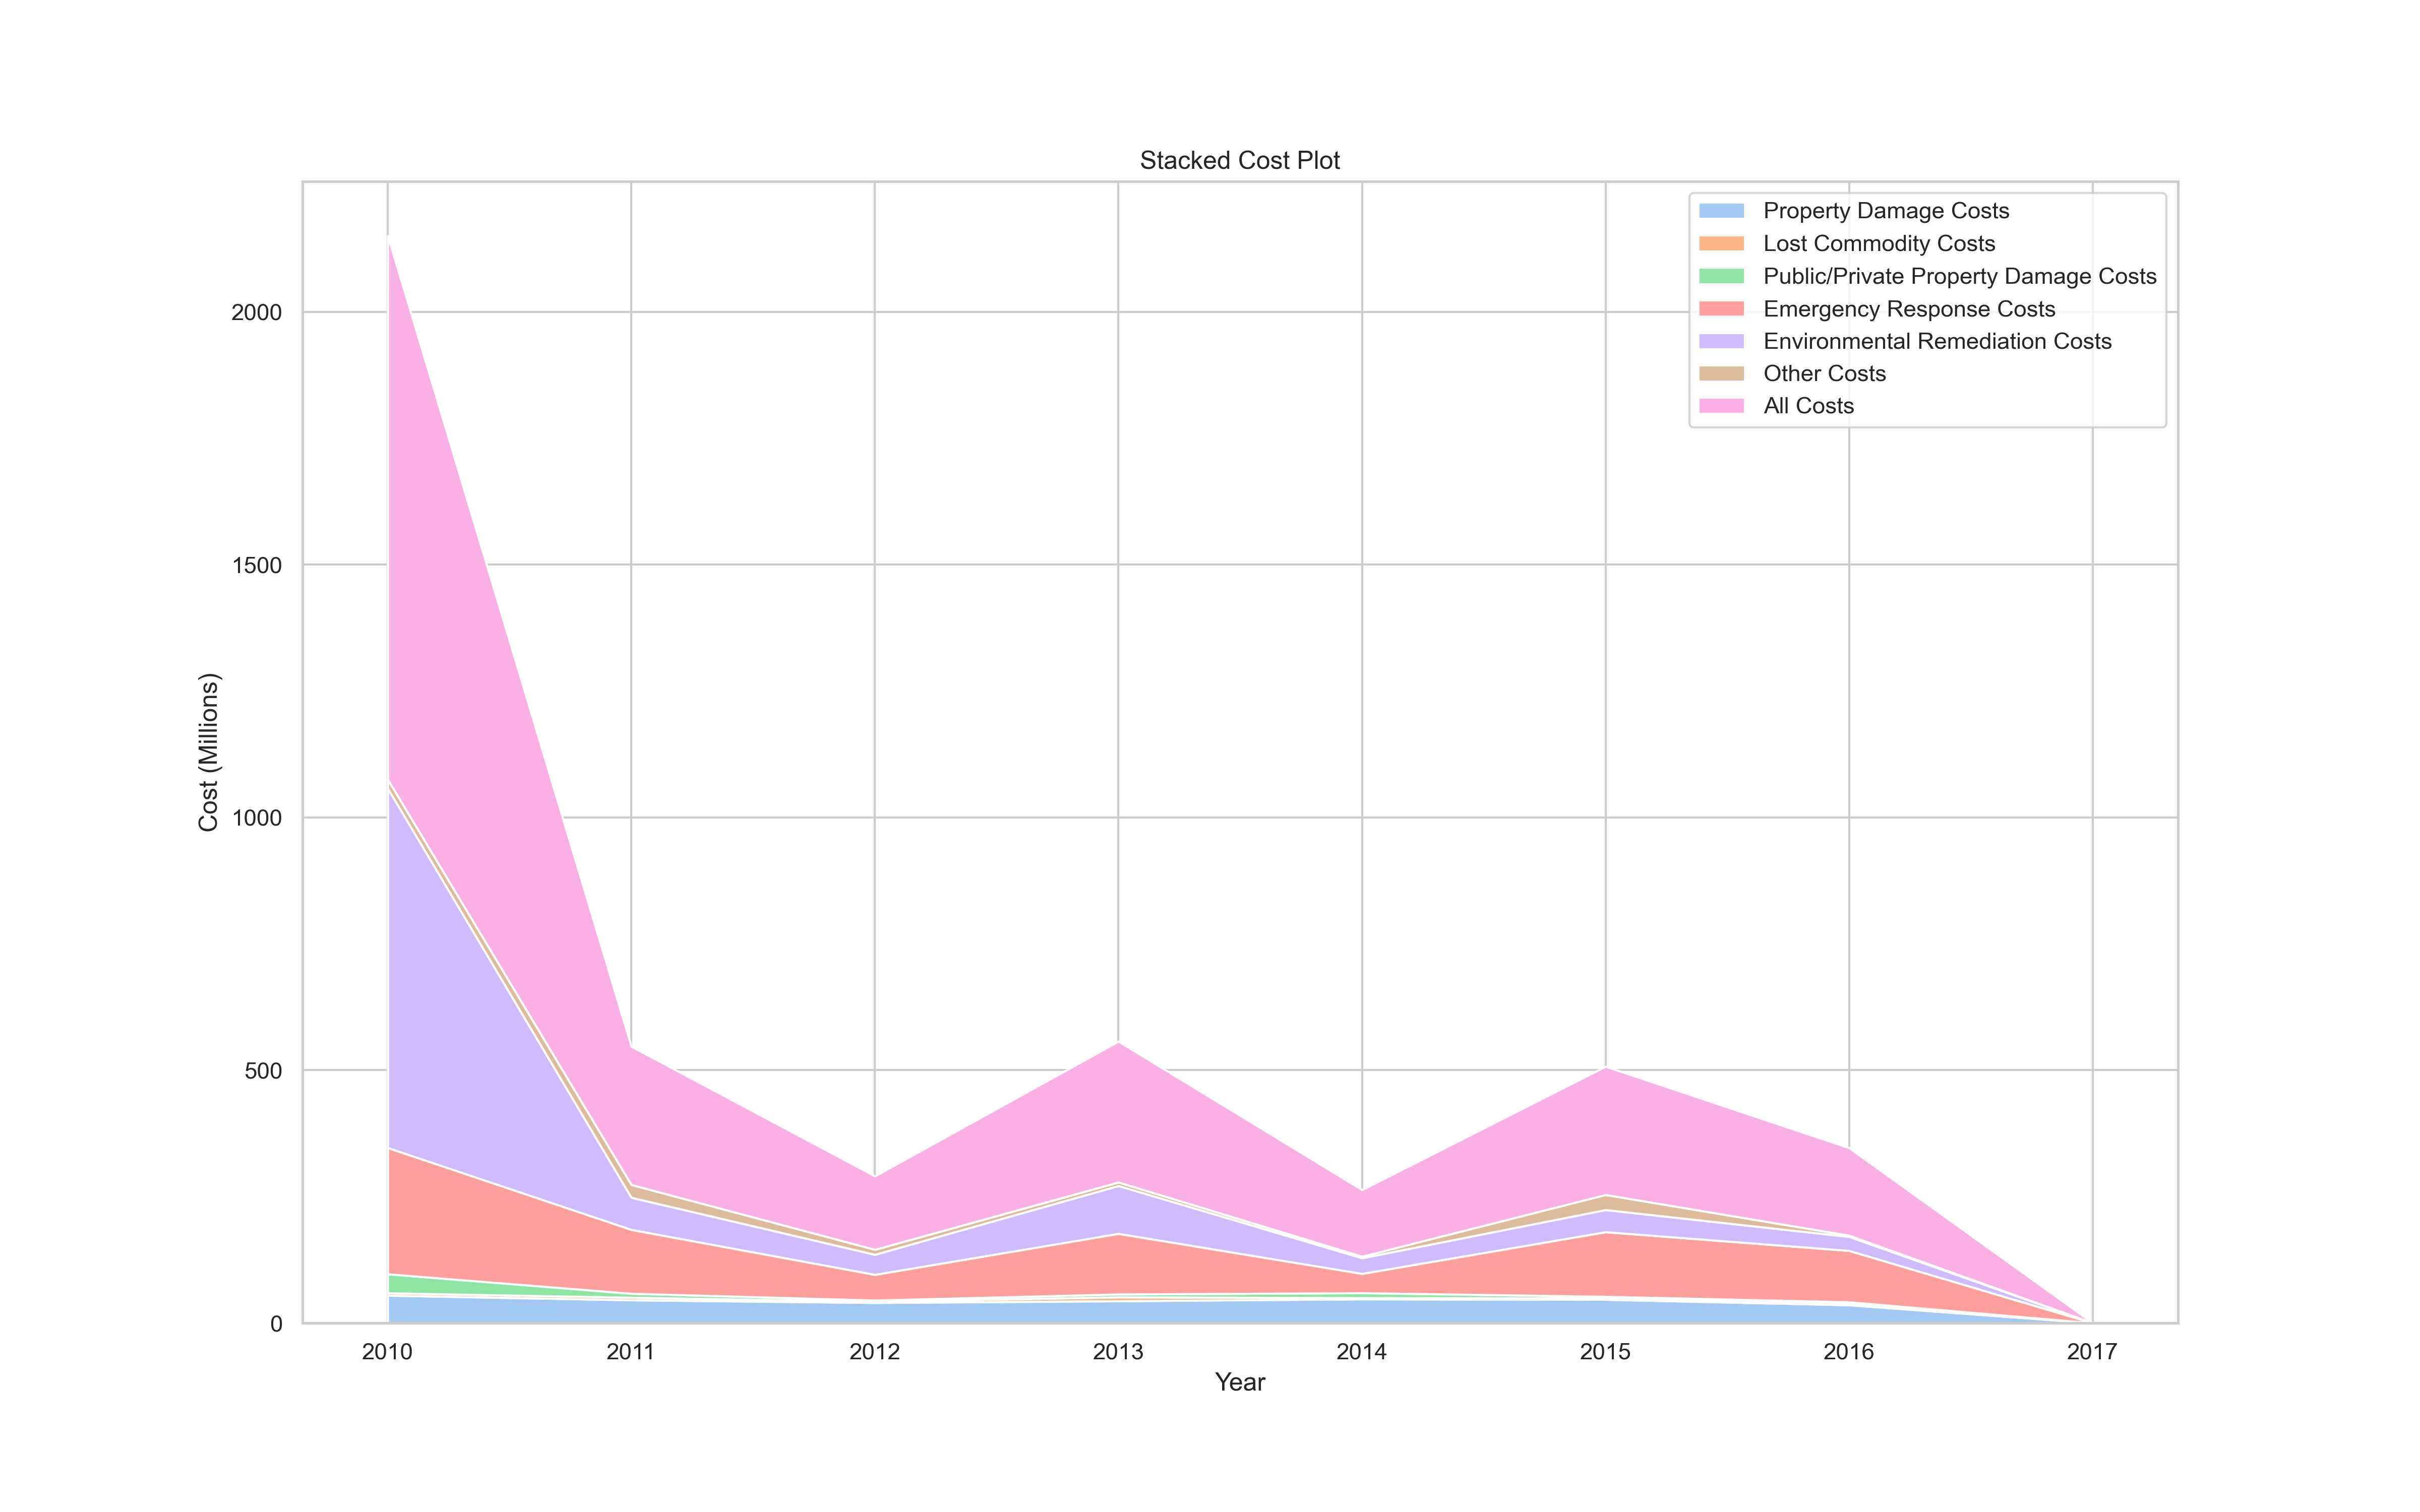 Stacked Cost Plot
Property Damage Costs
Lost Commodity Costs
Public/Private Property Damage Costs
Emergency Response Costs
Environmental Remediation Costs
Other Costs
All Costs
Cost (Millions)
2000
1500
1000
500
0
2010 2011 2012 2013 2014 2015 2016 2017
Year